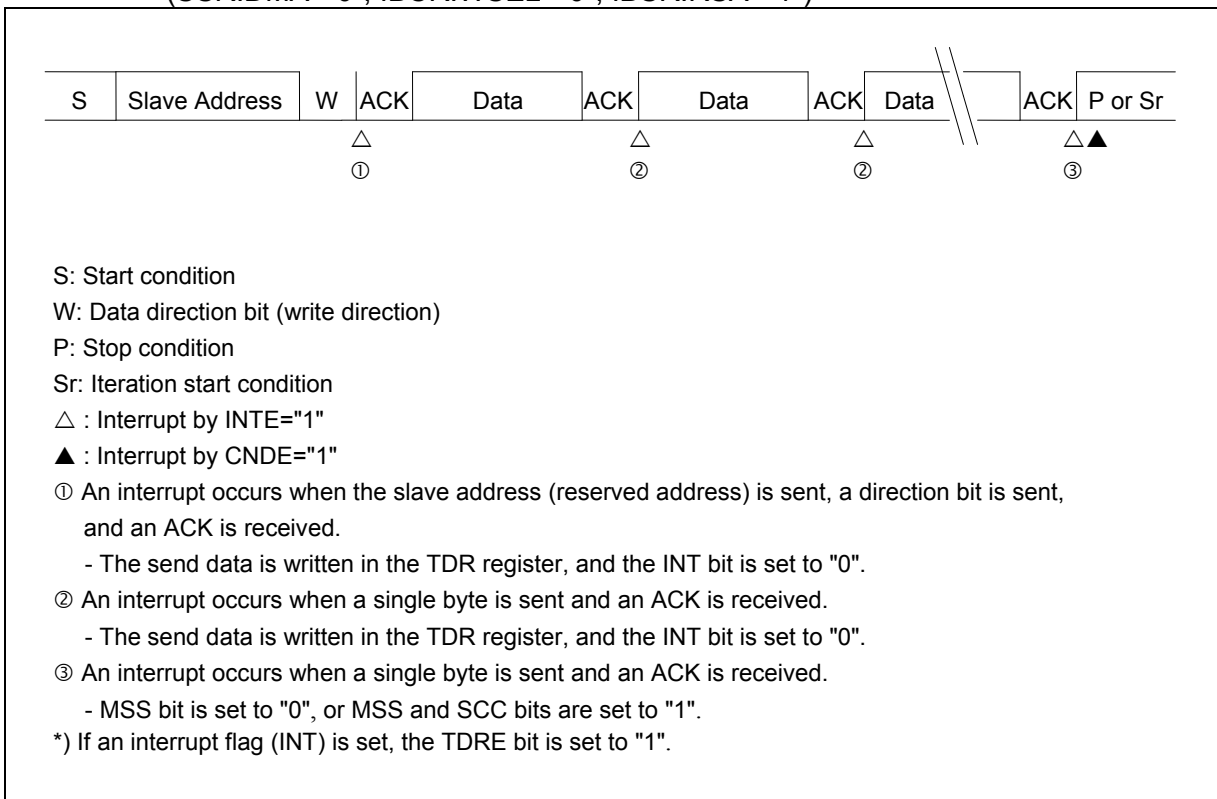 S Slave Address W ACK Data ACK Data ACK Data ACK P or Sr
△ △ △ △▲
① ② ② ③
S: Start condition
W: Data direction bit (write direction)
P: Stop condition
Sr: Iteration start condition
△ : Interrupt by INTE="1"
▲ : Interrupt by CNDE="1"
① An interrupt occurs when the slave address (reserved address) is sent, a direction bit is sent,
and an ACK is received.
- The send data is written in the TDR register, and the INT bit is set to "0".
② An interrupt occurs when a single byte is sent and an ACK is received.
- The send data is written in the TDR register, and the INT bit is set to "0".
③ An interrupt occurs when a single byte is sent and an ACK is received.
- MSS bit is set to "0", or MSS and SCC bits are set to "1".
*) If an interrupt flag (INT) is set, the TDRE bit is set to "1".